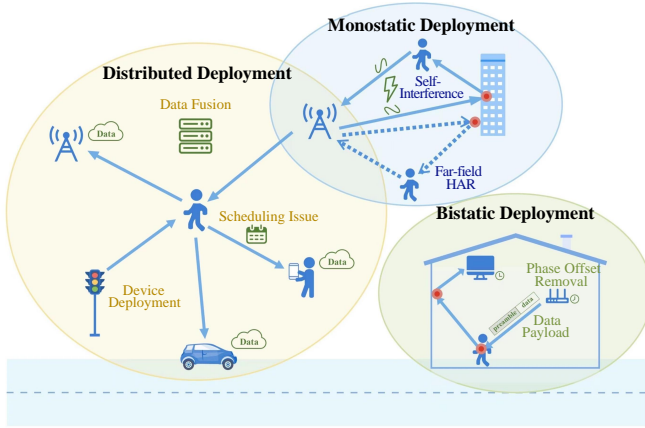 Monostatic Deployment
Self-
Interference
Far-field
HAR
Distributed Deployment
Data Fusion
Data
Scheduling Issue
Data
Device
Deployment
Data
Bistatic Deployment
Phase Offset
Removal
preamble data
Data
Payload